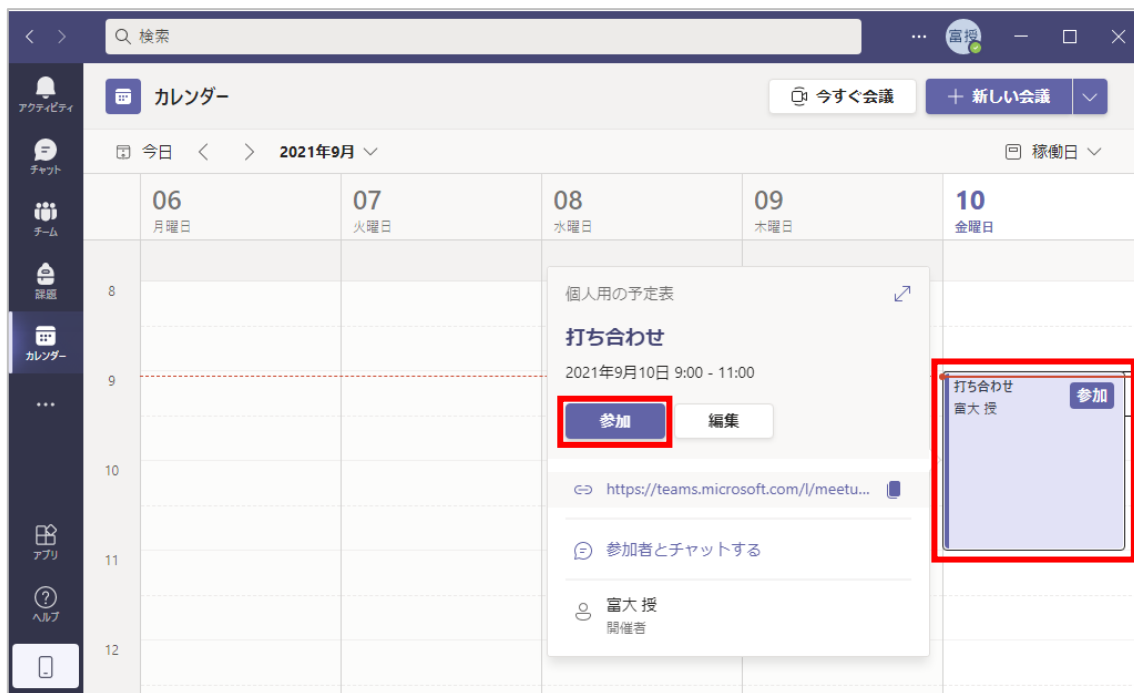 検索
富授
アクティビティ
チャット
チーム
課題
カレンダー
アプリ
ヘルプ
カレンダー
今すぐ会議
新しい会議
今日
2021年9月
稼働日
06
月曜日
07
火曜日
08
水曜日
09
木曜日
10
金曜日
8
9
10
11
12
個人用の予定表
打ち合わせ
2021年9月10日 9:00 - 11:00
参加
編集
https://teams.microsoft.com/l/meetu...
参加者とチャットする
富大 授
開催者
打ち合わせ
富大 授
参加